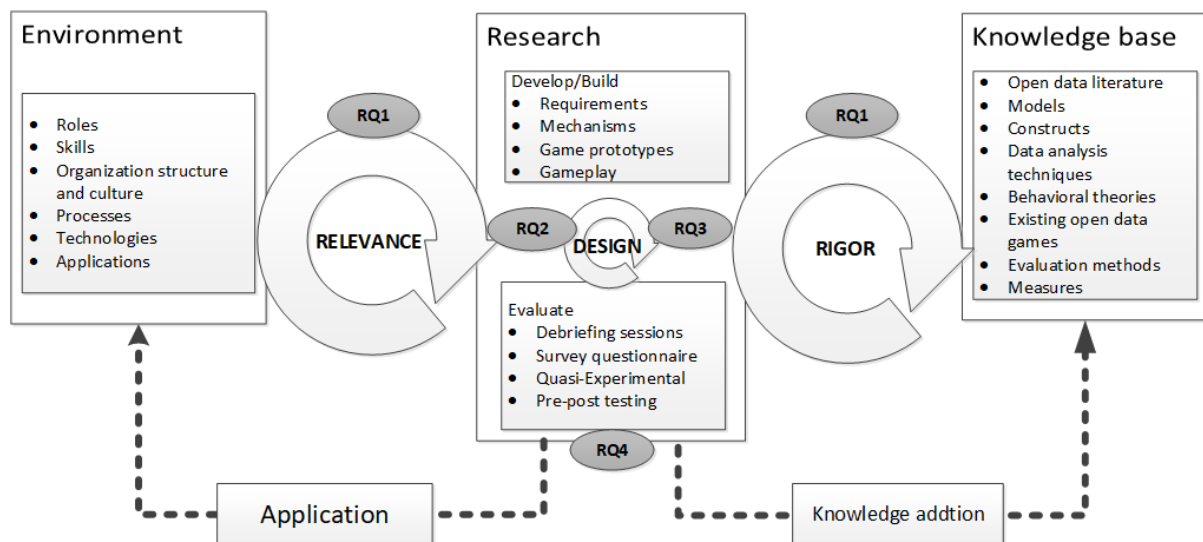 Environment
Roles
Skills
Organization structure
and culture
Processes
Technologies
Applications
RQ1
RELEVANCE
Research
Develop/Build
Requirements
Mechanisms
Game prototypes
Gameplay
RQ2
DESIGN
RQ3
Evaluate
Debriefing sessions
Survey questionnaire
Quasi-Experimental
Pre-post testing
RQ4
RQ1
RIGOR
Knowledge base
Open data literature
Models
Constructs
Data analysis
techniques
Behavioral theories
Existing open data
games
Evaluation methods
Measures
Application
Knowledge addtion